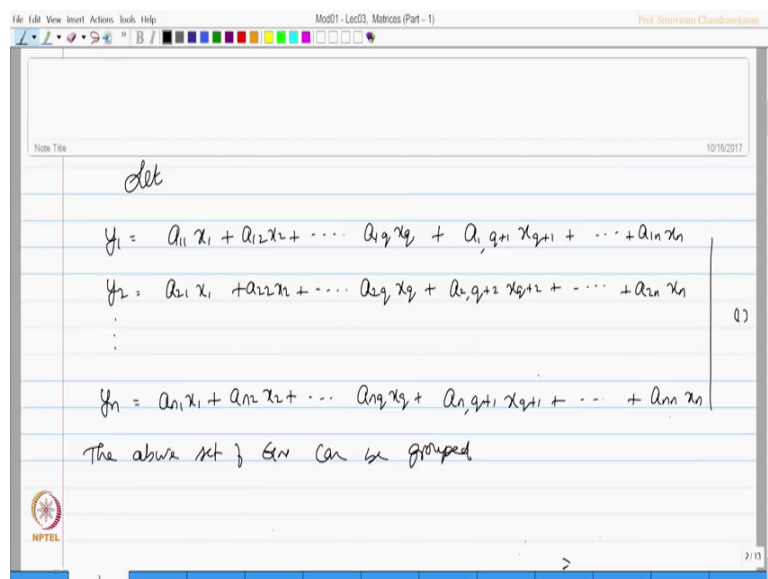 File Edit View Insert Actions Tools Help
Mod01 - Lec03, Matrices (Part - 1)
Prof. Srinivasan Chandrasekaran
Note Title
10/16/2017
Let
y₁ = a₁₁ x₁ + a₁₂ x₂ + ···· a₁q xq + a₁,q+1 xq+1 + ··· + a₁n xn
y₂ = a₂₁ x₁ + a₂₂ x₂ + ···· a₂q xq + a₂,q+2 xq+2 + ···· + a₂n xn
(1)
yn = an₁ x₁ + an₂ x₂ + ··· anq xq + an,q+1 xq+1 + ··· + ann xn
The above set of Eqn can be grouped
NPTEL
2 / 13